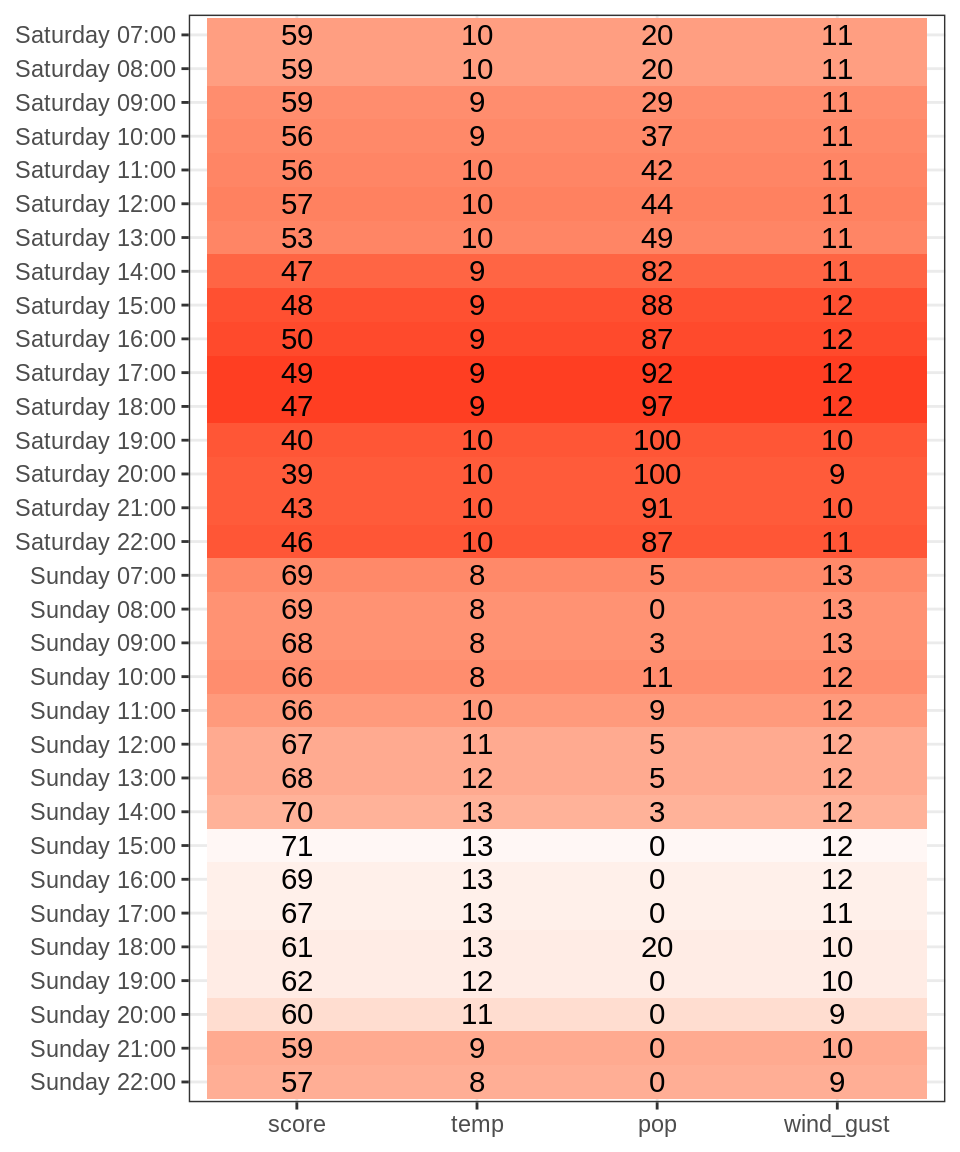 Saturday 07:00 59 10 20 11
Saturday 08:00 59 10 20 11
Saturday 09:00 59 9 29 11
Saturday 10:00 56 9 37 11
Saturday 11:00 56 10 42 11
Saturday 12:00 57 10 44 11
Saturday 13:00 53 10 49 11
Saturday 14:00 47 9 82 11
Saturday 15:00 48 9 88 12
Saturday 16:00 50 9 87 12
Saturday 17:00 49 9 92 12
Saturday 18:00 47 9 97 12
Saturday 19:00 40 10 100 10
Saturday 20:00 39 10 100 9
Saturday 21:00 43 10 91 10
Saturday 22:00 46 10 87 11
Sunday 07:00 69 8 5 13
Sunday 08:00 69 8 0 13
Sunday 09:00 68 8 3 13
Sunday 10:00 66 8 11 12
Sunday 11:00 66 10 9 12
Sunday 12:00 67 11 5 12
Sunday 13:00 68 12 5 12
Sunday 14:00 70 13 3 12
Sunday 15:00 71 13 0 12
Sunday 16:00 69 13 0 12
Sunday 17:00 67 13 0 11
Sunday 18:00 61 13 20 10
Sunday 19:00 62 12 0 10
Sunday 20:00 60 11 0 9
Sunday 21:00 59 9 0 10
Sunday 22:00 57 8 0 9
score temp pop wind_gust